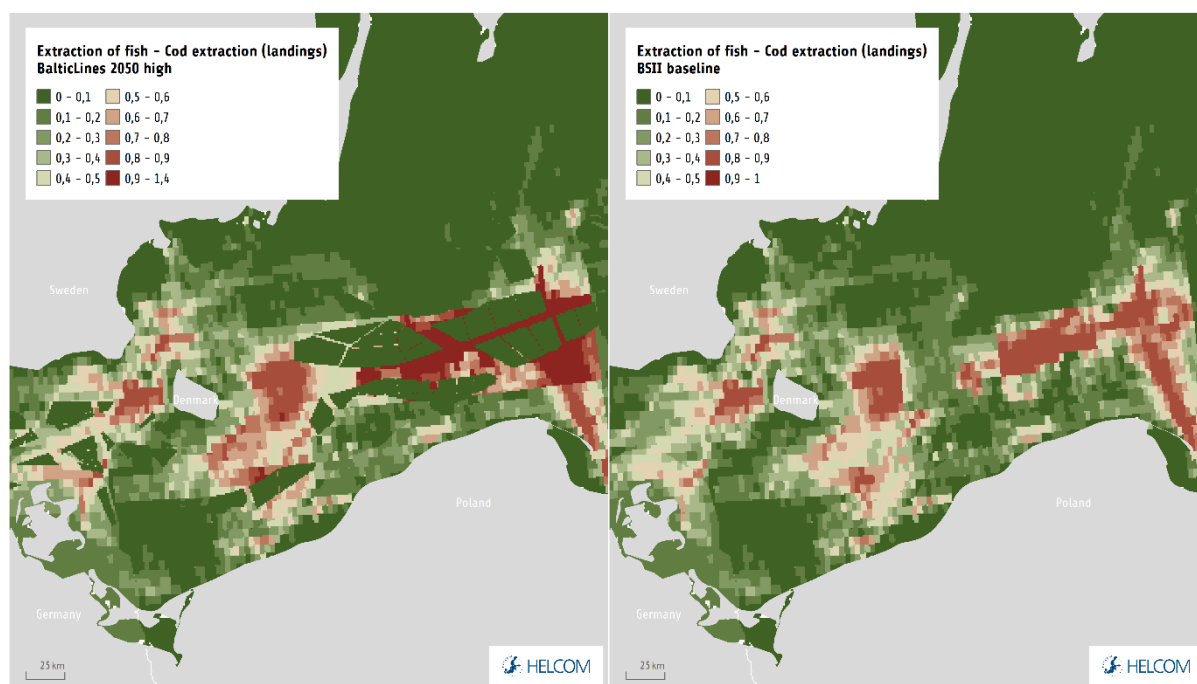 Extraction of fish – Cod extraction (landings)
BalticLines 2050 high
0 – 0,1
0,5 – 0,6
0,1 – 0,2
0,6 – 0,7
0,2 – 0,3
0,7 – 0,8
0,3 – 0,4
0,8 – 0,9
0,4 – 0,5
0,9 – 1,4
Sweden
Denmark
Poland
Germany
25 km
HELCOM
Extraction of fish – Cod extraction (landings)
BSII baseline
0 – 0,1
0,5 – 0,6
0,1 – 0,2
0,6 – 0,7
0,2 – 0,3
0,7 – 0,8
0,3 – 0,4
0,8 – 0,9
0,4 – 0,5
0,9 – 1
Sweden
Denmark
Poland
Germany
25 km
HELCOM